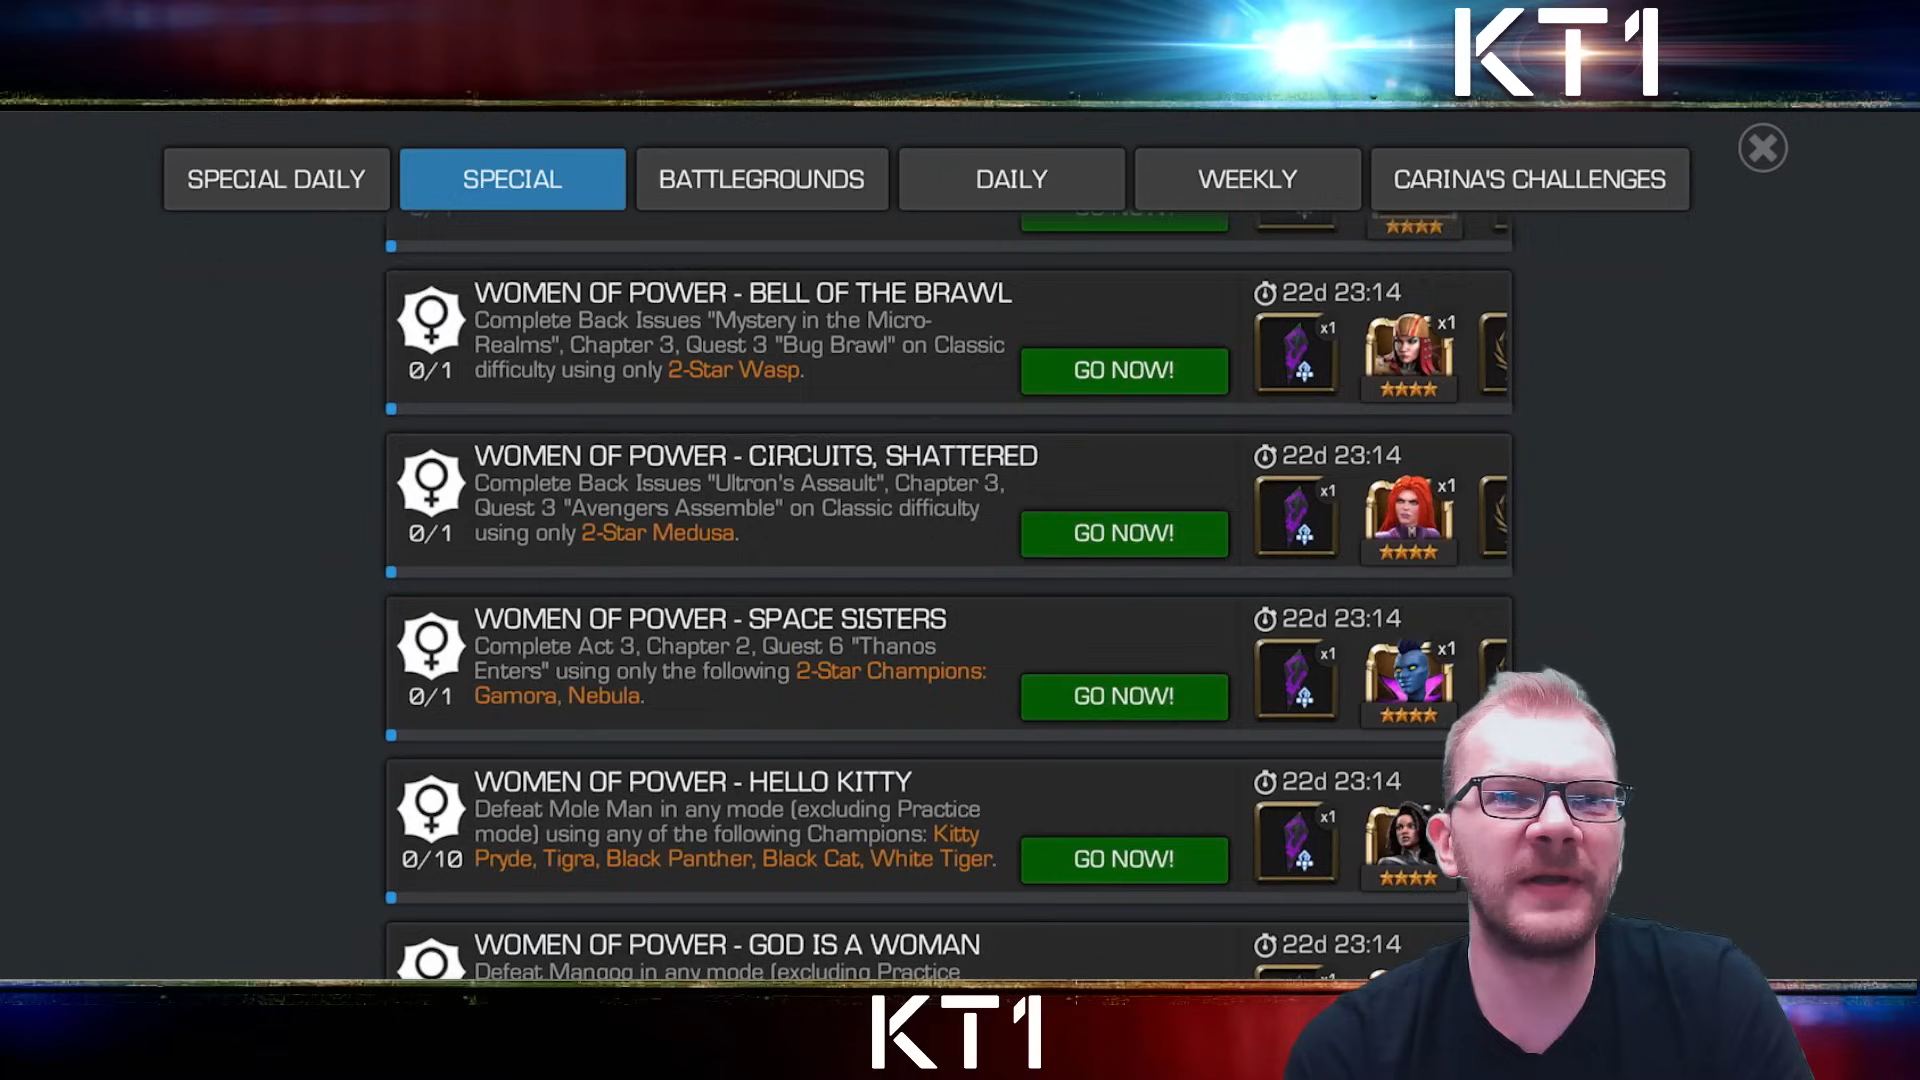 KT1
SPECIAL DAILY
SPECIAL
BATTLEGROUNDS
DAILY
WEEKLY
CARINA'S CHALLENGES
WOMEN OF POWER - BELL OF THE BRAWL
Complete Back Issues "Mystery in the Micro-
Realms", Chapter 3, Quest 3 "Bug Brawl" on Classic
difficulty using only 2-Star Wasp.
0/1
GO NOW!
22d 23:14
x1
x1
WOMEN OF POWER - CIRCUITS, SHATTERED
Complete Back Issues "Ultron's Assault", Chapter 3,
Quest 3 "Avengers Assemble" on Classic difficulty
using only 2-Star Medusa.
0/1
GO NOW!
22d 23:14
x1
x1
WOMEN OF POWER - SPACE SISTERS
Complete Act 3, Chapter 2, Quest 6 "Thanos
Enters" using only the following 2-Star Champions:
Gamora, Nebula.
0/1
GO NOW!
22d 23:14
x1
x1
WOMEN OF POWER - HELLO KITTY
Defeat Mole Man in any mode (excluding Practice
mode) using any of the following Champions: Kitty
Pryde, Tigra, Black Panther, Black Cat, White Tiger.
0/10
GO NOW!
22d 23:14
x1
WOMEN OF POWER - GOD IS A WOMAN
Defeat Mangog in any mode (excluding Practice
22d 23:14
x1
KT1